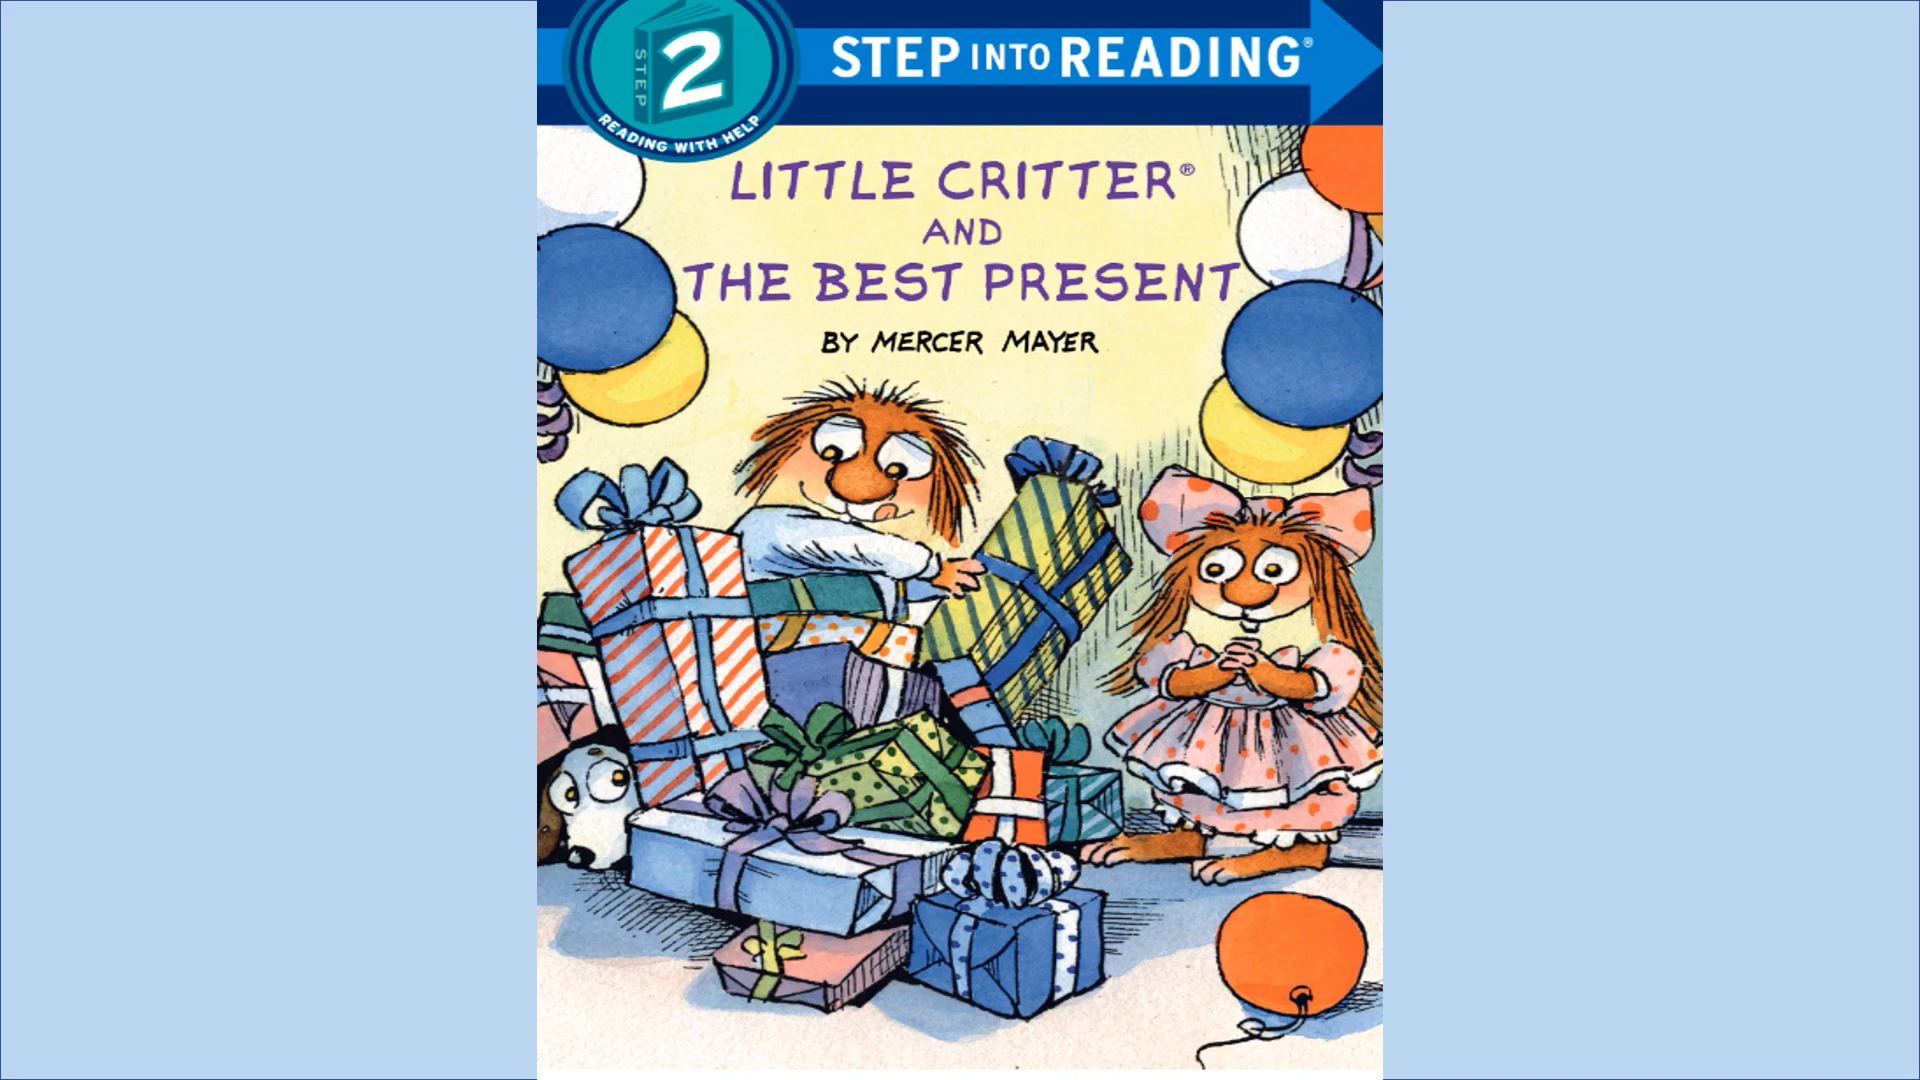 STEP 2
READING WITH HELP
STEP INTO READING®
LITTLE CRITTER®
AND
THE BEST PRESENT
BY MERCER MAYER